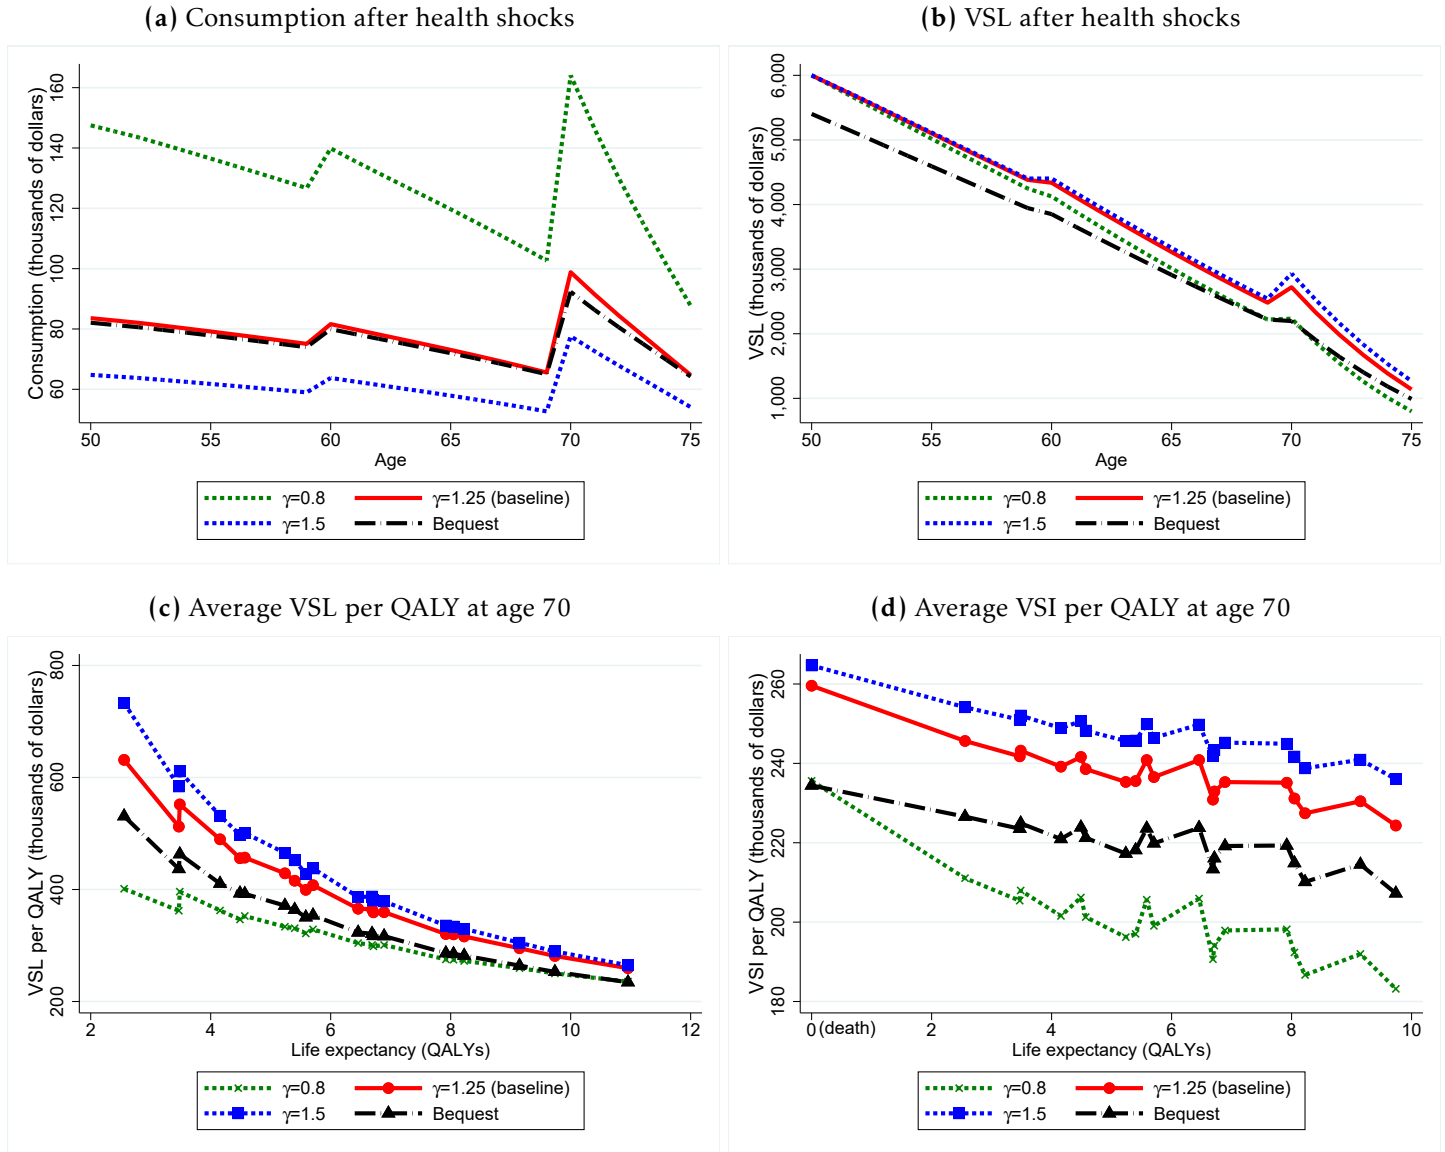 (a) Consumption after health shocks
Consumption (thousands of dollars)
160
140
120
100
80
60
50 55 60 65 70 75
Age
γ=0.8 γ=1.25 (baseline)
γ=1.5 Bequest
(b) VSL after health shocks
VSL (thousands of dollars)
6,000
5,000
4,000
3,000
2,000
1,000
50 55 60 65 70 75
Age
γ=0.8 γ=1.25 (baseline)
γ=1.5 Bequest
(c) Average VSL per QALY at age 70
VSL per QALY (thousands of dollars)
800
600
400
200
2 4 6 8 10 12
Life expectancy (QALYs)
γ=0.8 γ=1.25 (baseline)
γ=1.5 Bequest
(d) Average VSI per QALY at age 70
VSI per QALY (thousands of dollars)
260
240
220
200
180
0 (death) 2 4 6 8 10
Life expectancy (QALYs)
γ=0.8 γ=1.25 (baseline)
γ=1.5 Bequest